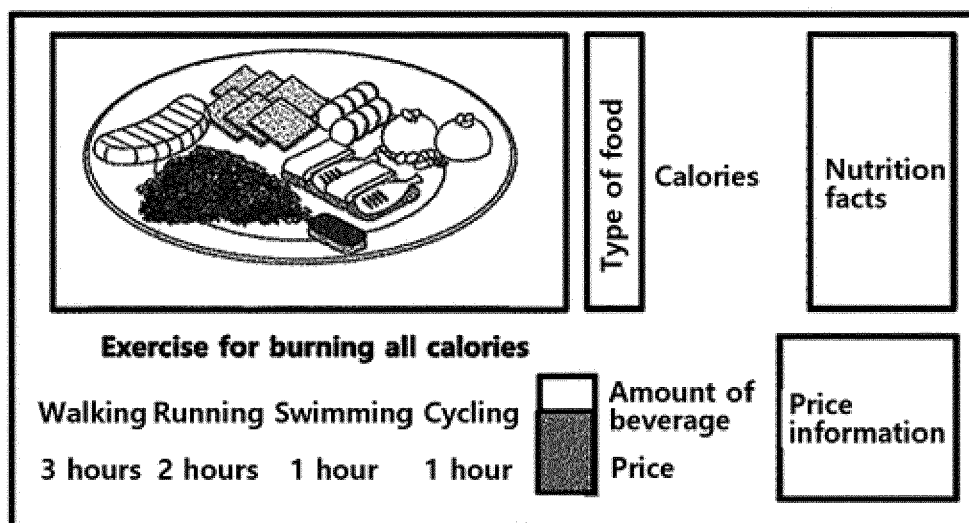 Type of food
Calories
Nutrition
facts
Exercise for burning all calories
Walking Running Swimming Cycling
3 hours 2 hours 1 hour 1 hour
Amount of
beverage
Price
Price
information